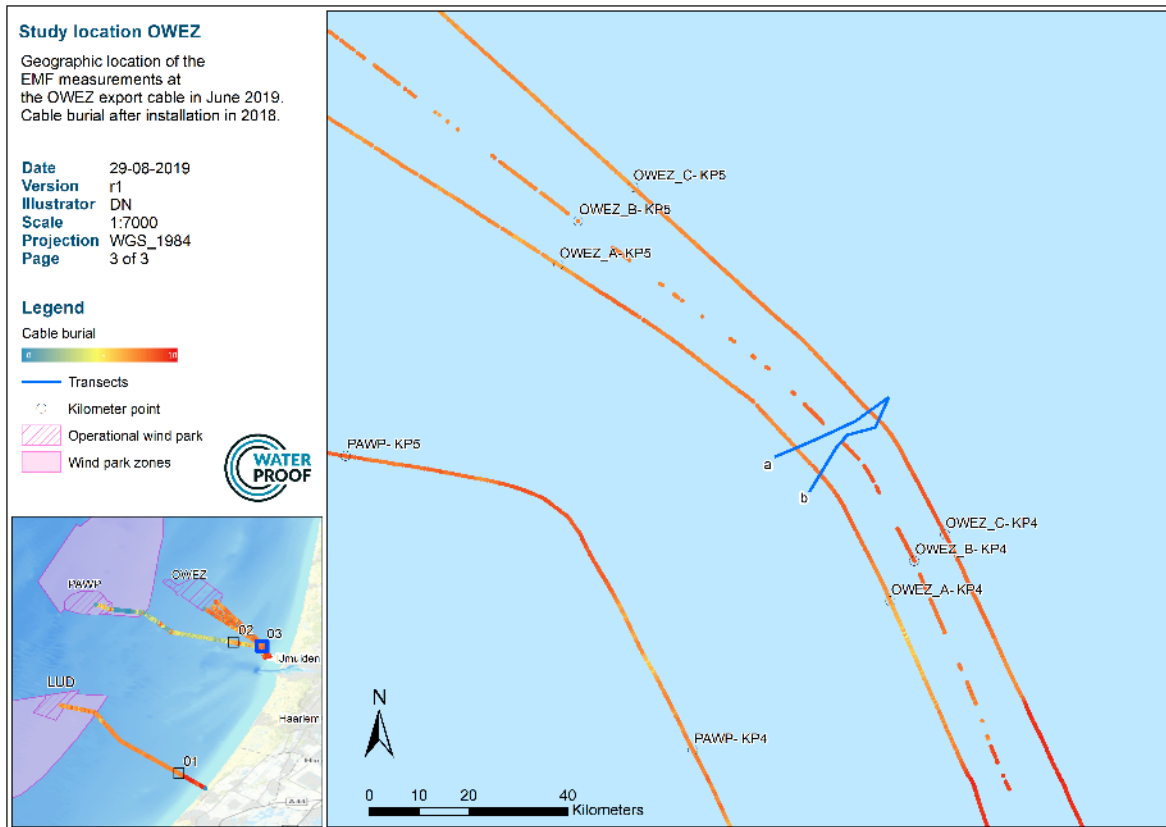 Study location OWEZ
Geographic location of the
EMF measurements at
the OWEZ export cable in June 2019.
Cable burial after installation in 2018.
Date 29-08-2019
Version r1
Illustrator DN
Scale 1:7000
Projection WGS_1984
Page 3 of 3
Legend
Cable burial
0 10
Transects
Kilometer point
Operational wind park
Wind park zones
WATER
PROOF
PAWP
OWEZ
02
03
IJmuiden
LUD
Haarlem
01
OWEZ_C- KP5
OWEZ_B- KP5
OWEZ_A- KP5
PAWP- KP5
a
b
OWEZ_C- KP4
OWEZ_B- KP4
OWEZ_A- KP4
PAWP- KP4
N
0 10 20 40
Kilometers